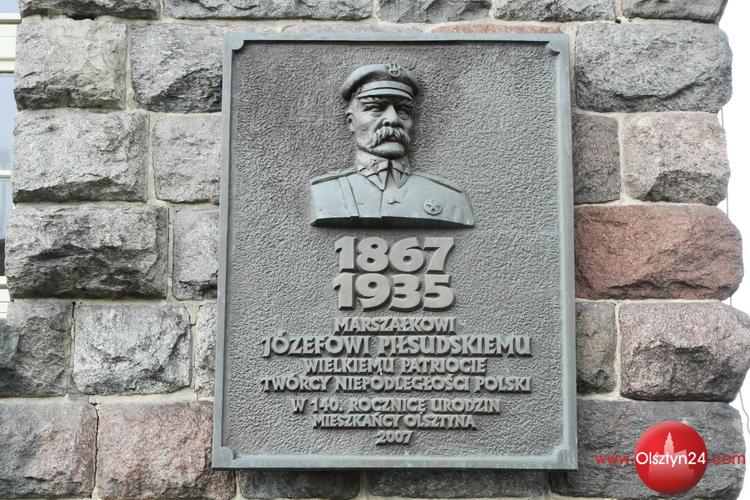 1867
1935
MARSZAŁKOWI
JÓZEFOWI PIŁSUDSKIEMU
WIELKIEMU PATRIOCIE
TWÓRCY NIEPODLEGŁOŚCI POLSKI
W 140. ROCZNICĘ URODZIN
MIESZKAŃCY OLSZTYNA
2007
www.Olsztyn24.com